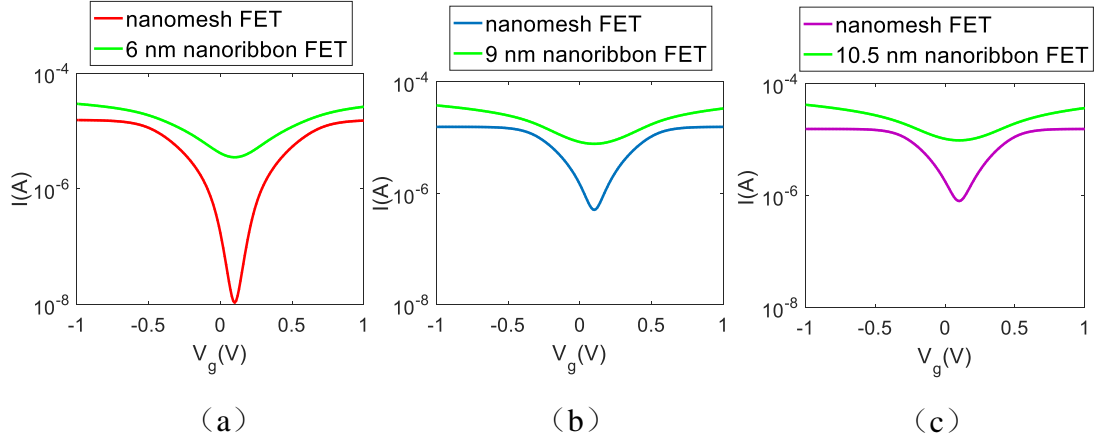 nanomesh FET
6 nm nanoribbon FET
10^-4
10^-6
10^-8
I(A)
-1 -0.5 0 0.5 1
V_g(V)
(a)
nanomesh FET
9 nm nanoribbon FET
10^-4
10^-6
10^-8
I(A)
-1 -0.5 0 0.5 1
V_g(V)
(b)
nanomesh FET
10.5 nm nanoribbon FET
10^-4
10^-6
10^-8
I(A)
-1 -0.5 0 0.5 1
V_g(V)
(c)